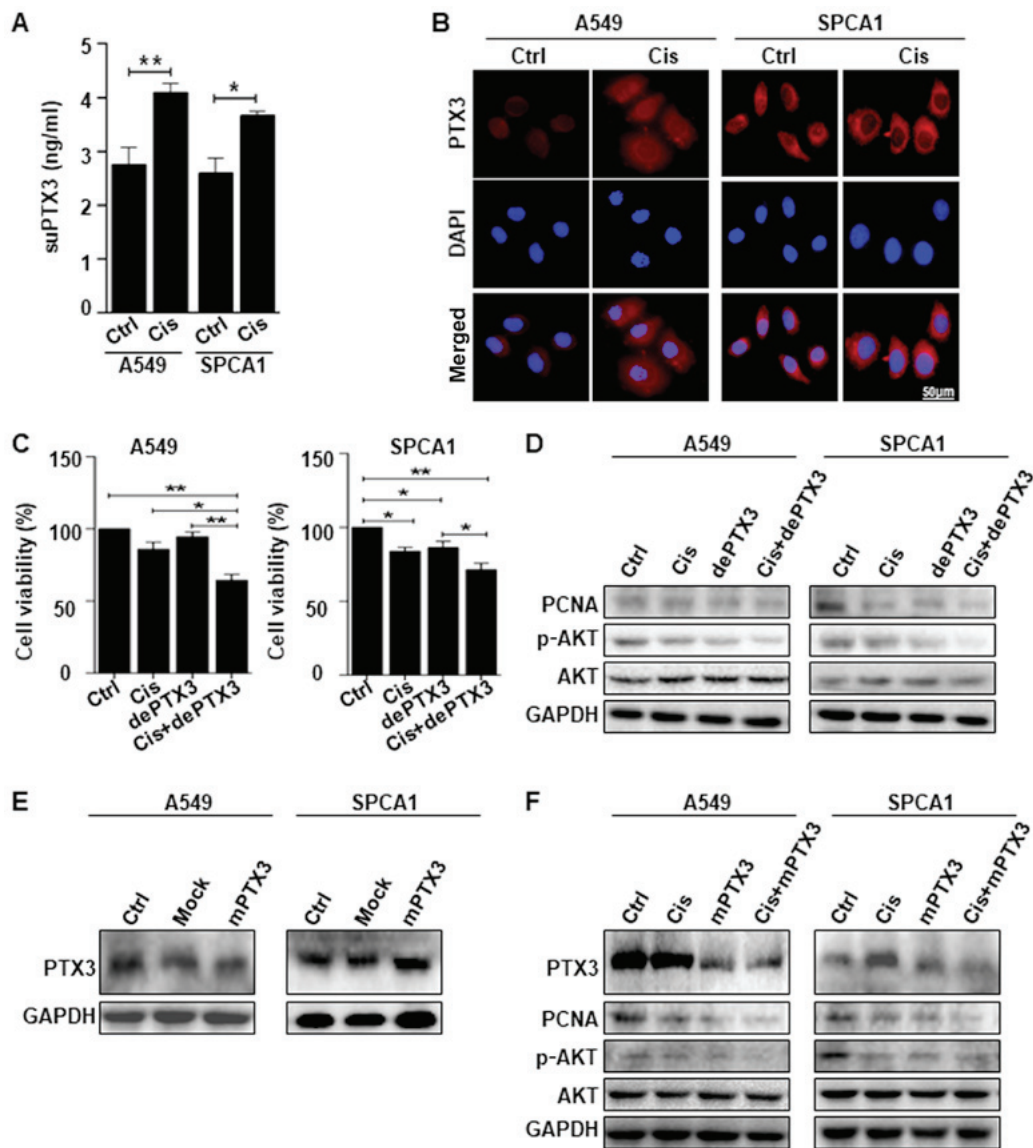 A
suPTX3 (ng/ml)
5
4
3
2
1
0
**
*
Ctrl Cis Ctrl Cis
A549 SPCA1
B
A549 SPCA1
Ctrl Cis Ctrl Cis
PTX3
DAPI
Merged
50μm
C
A549
Cell viability (%)
150
100
50
0
**
*
**
Ctrl Cis dePTX3 Cis+dePTX3
SPCA1
Cell viability (%)
150
100
50
0
**
*
*
*
Ctrl Cis dePTX3 Cis+dePTX3
D
A549 SPCA1
Ctrl Cis dePTX3 Cis+dePTX3 Ctrl Cis dePTX3 Cis+dePTX3
PCNA
p-AKT
AKT
GAPDH
E
A549 SPCA1
Ctrl Mock mPTX3 Ctrl Mock mPTX3
PTX3
GAPDH
F
A549 SPCA1
Ctrl Cis mPTX3 Cis+mPTX3 Ctrl Cis mPTX3 Cis+mPTX3
PTX3
PCNA
p-AKT
AKT
GAPDH